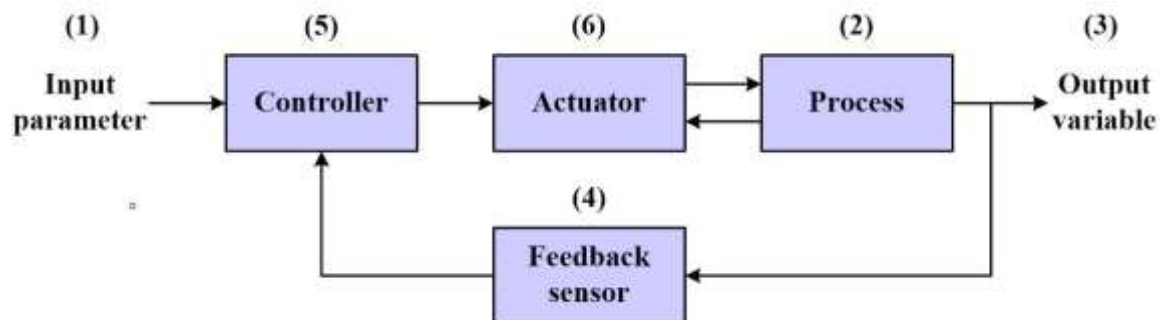 (1)
(5)
(6)
(2)
(3)
Input
parameter
Controller
Actuator
Process
Output
variable
(4)
Feedback
sensor